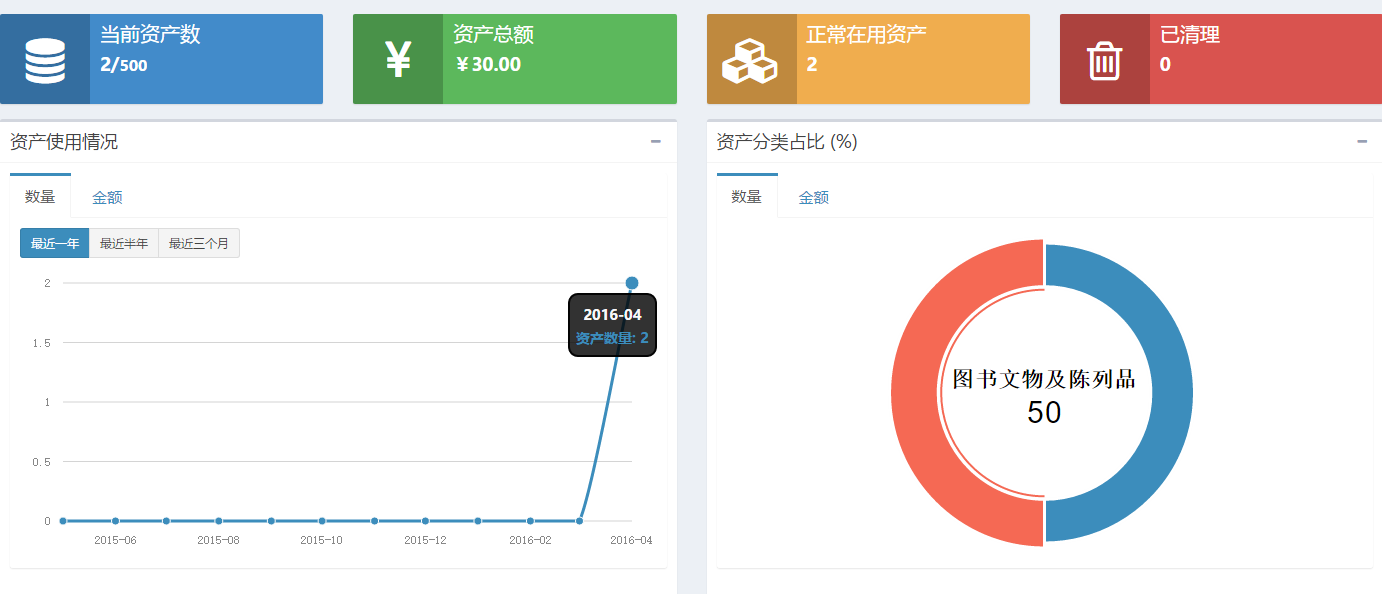 当前资产数
2/500
¥
资产总额
￥30.00
正常在用资产
2
已清理
0
资产使用情况
数量
金额
最近一年
最近半年
最近三个月
2
1.5
1
0.5
0
2016-04
资产数量: 2
2015-06
2015-08
2015-10
2015-12
2016-02
2016-04
资产分类占比 (%)
数量
金额
图书文物及陈列品
50